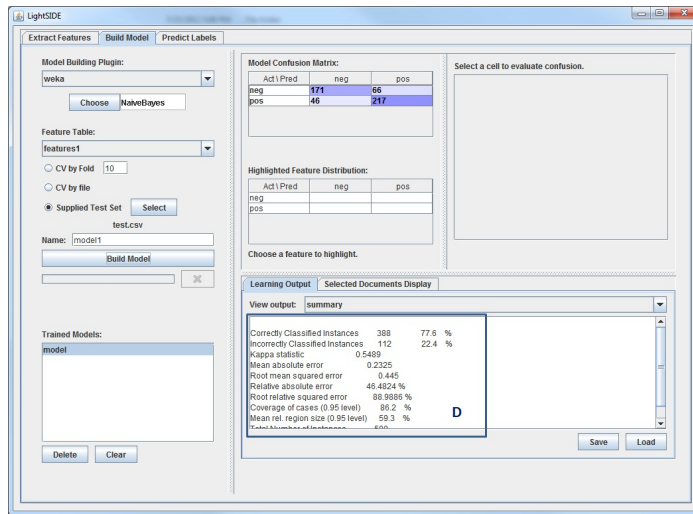 LightSIDE
Extract Features Build Model Predict Labels
Model Building Plugin:
weka
Choose NaiveBayes
Feature Table:
features1
CV by Fold 10
CV by file
Supplied Test Set Select
test.csv
Name: model1
Build Model
Trained Models:
model
Delete Clear
Model Confusion Matrix:
Act \ Pred neg pos
neg 171 66
pos 46 217
Highlighted Feature Distribution:
Act \ Pred neg pos
neg
pos
Choose a feature to highlight.
Select a cell to evaluate confusion.
Learning Output Selected Documents Display
View output: summary
Correctly Classified Instances 388 77.6 %
Incorrectly Classified Instances 112 22.4 %
Kappa statistic 0.5489
Mean absolute error 0.2325
Root mean squared error 0.445
Relative absolute error 46.4824 %
Root relative squared error 88.9886 %
Coverage of cases (0.95 level) 86.2 %
Mean rel. region size (0.95 level) 59.3 %
Total Number of Instances 500
D
Save Load